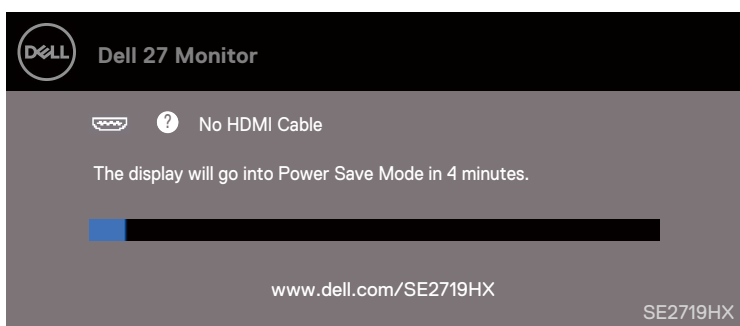 DELL
Dell 27 Monitor
? No HDMI Cable
The display will go into Power Save Mode in 4 minutes.
www.dell.com/SE2719HX
SE2719HX